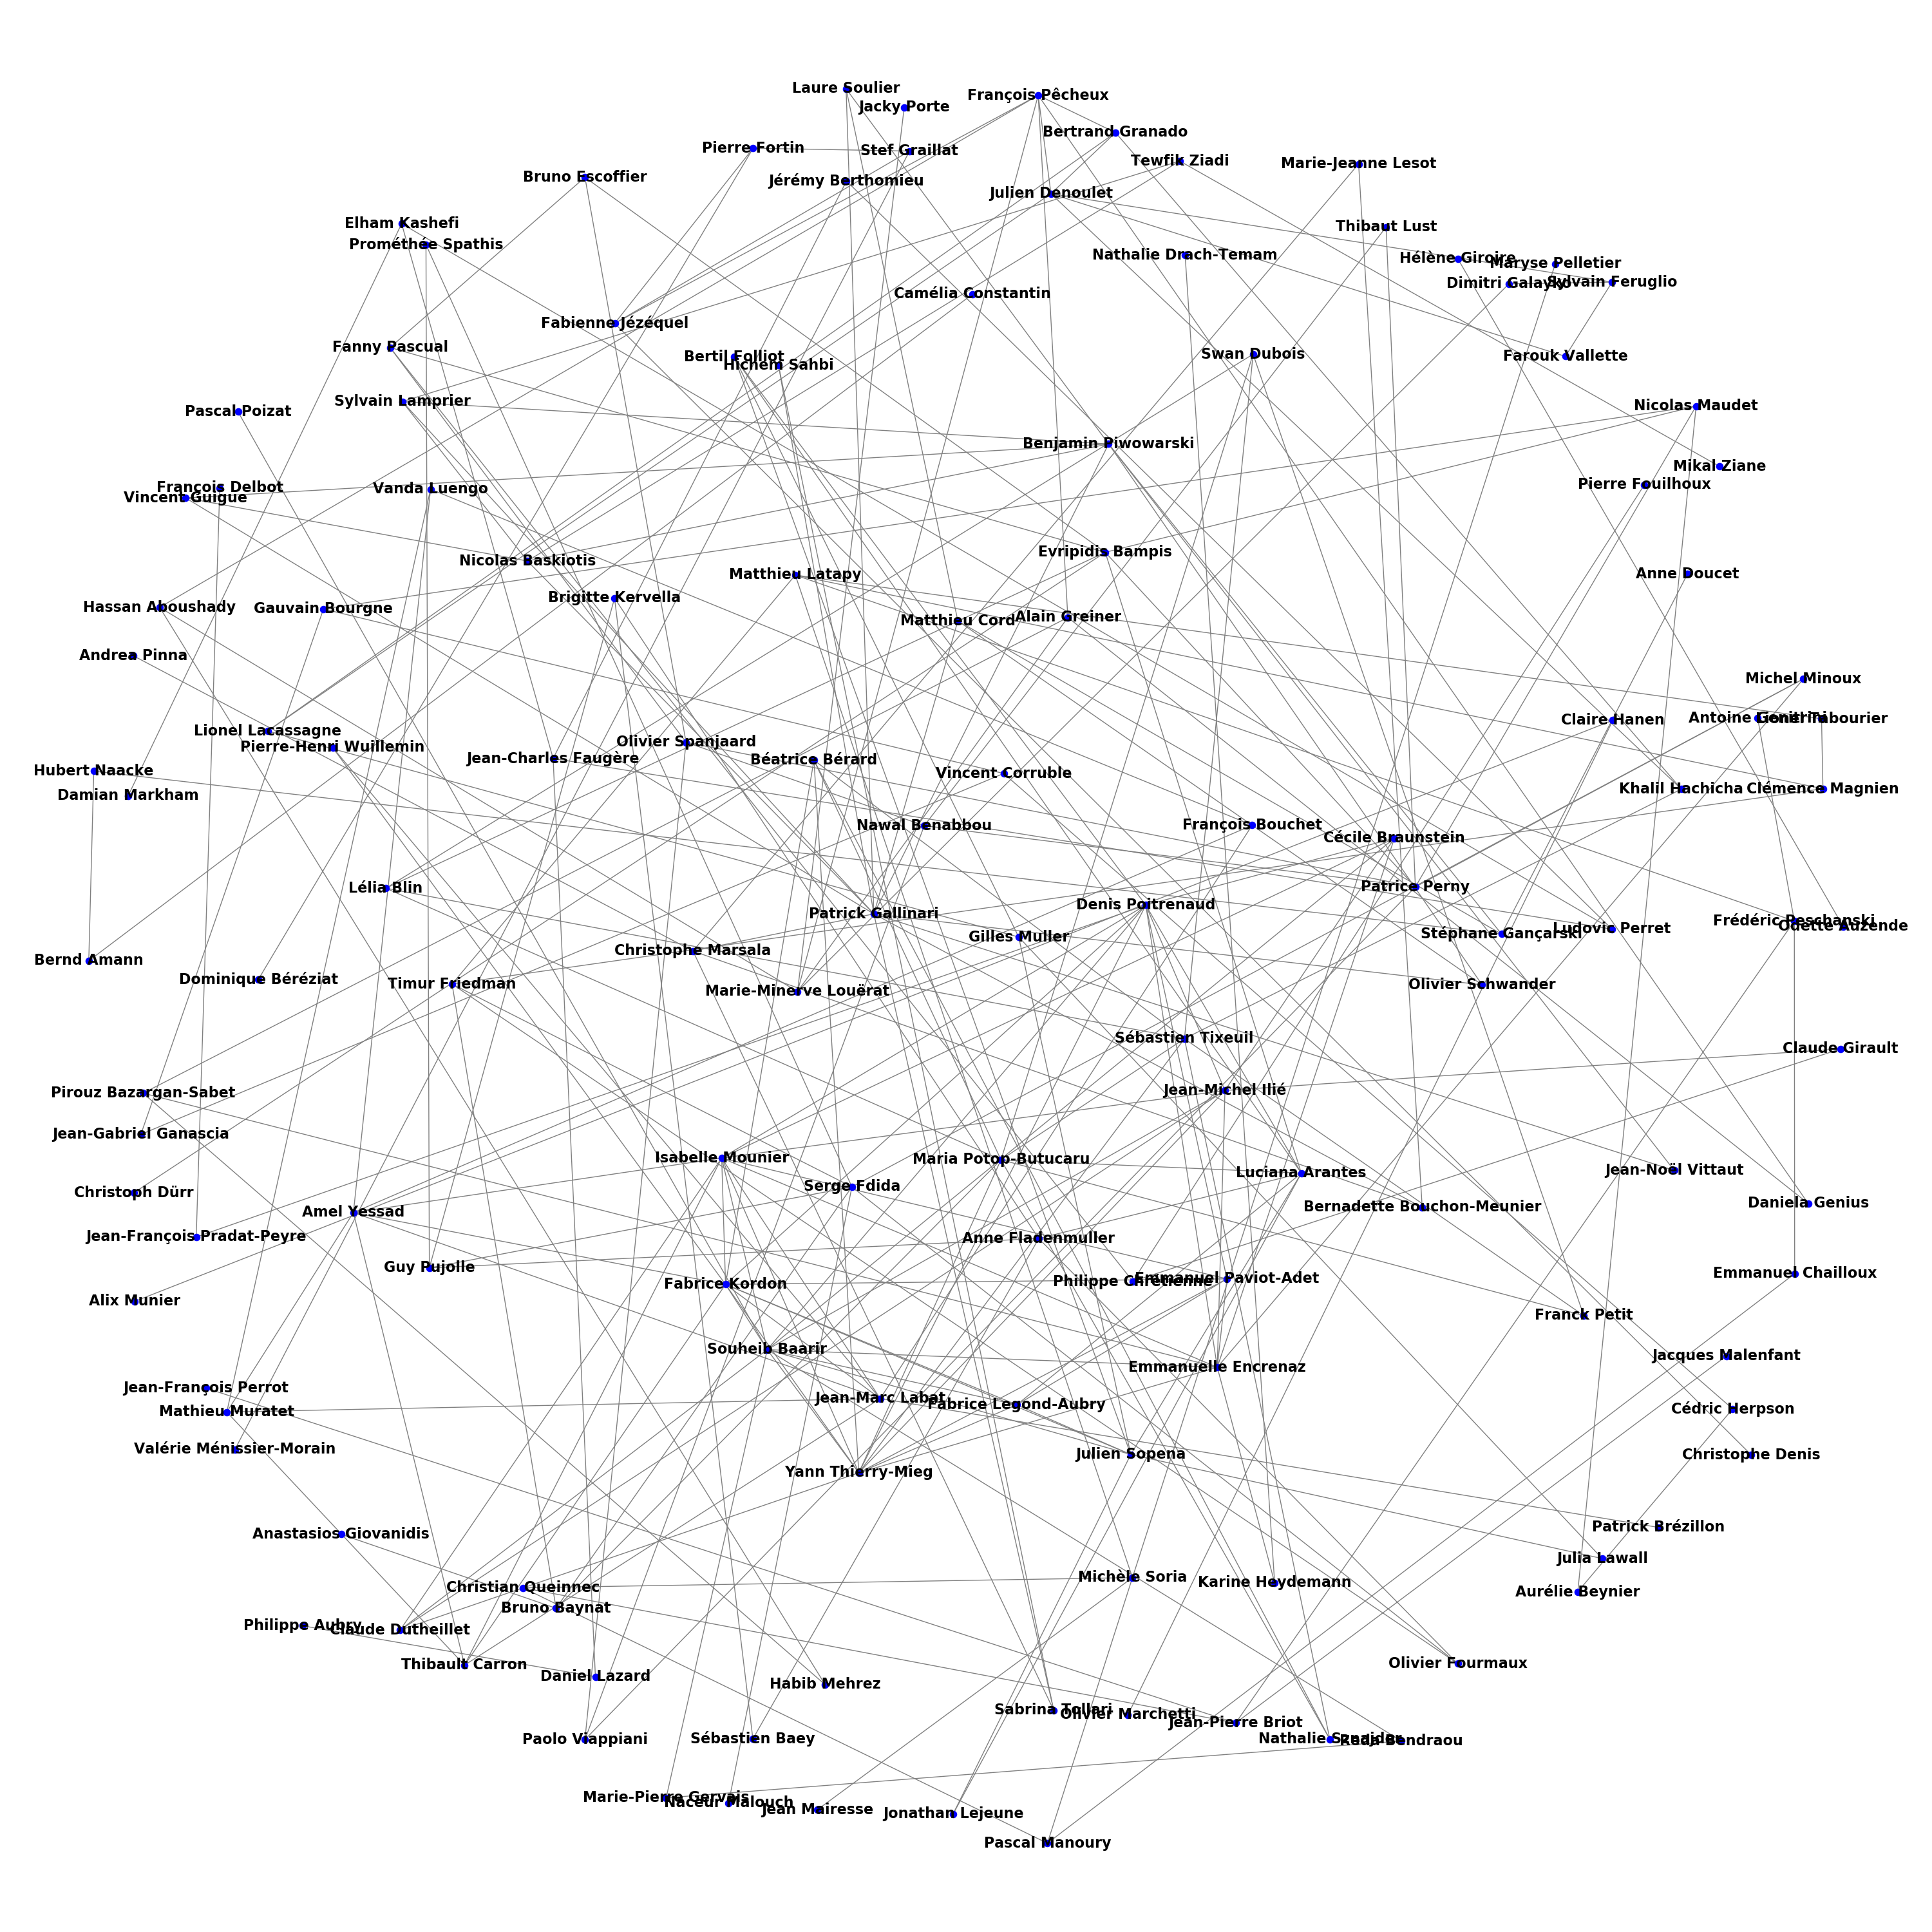 Laure Soulier
François Pêcheux
Jacky Porte
Bertrand Granado
Pierre Fortin
Stef Graillat
Tewfik Ziadi
Marie-Jeanne Lesot
Bruno Escoffier
Jérémy Berthomieu
Julien Denoulet
Elham Kashefi
Thibaut Lust
Prométhée Spathis
Nathalie Drach-Temam
Hélène Giroire
Maryse Pelletier
Dimitri Galayko
Sylvain Feruglio
Camélia Constantin
Fabienne Jézéquel
Fanny Pascual
Bertil Folliot
Hichem Sahbi
Swan Dubois
Farouk Vallette
Sylvain Lamprier
Pascal Poizat
Nicolas Maudet
Benjamin Piwowarski
Mikal Ziane
François Delbot
Vincent Guigue
Vanda Luengo
Pierre Fouilhoux
Nicolas Baskiotis
Evripidis Bampis
Matthieu Latapy
Anne Doucet
Hassan Aboushady
Gauvain Bourgne
Brigitte Kervella
Matthieu Cord
Alain Greiner
Andrea Pinna
Michel Minoux
Lionel Lacassagne
Claire Hanen
Antoine Genitrini
Lionel Tabourier
Pierre-Henri Wuillemin
Olivier Spanjaard
Jean-Charles Faugère
Béatrice Bérard
Hubert Naacke
Vincent Corruble
Damian Markham
Khalil Hachicha
Clémence Magnien
Nawal Benabbou
François Bouchet
Cécile Braunstein
Lélia Blin
Patrice Perny
Patrick Gallinari
Denis Poitrenaud
Frédéric Peschanski
Odette Auzende
Gilles Muller
Stéphane Gançarski
Ludovic Perret
Christophe Marsala
Bernd Amann
Dominique Béréziat
Timur Friedman
Marie-Minerve Louërat
Olivier Schwander
Sébastien Tixeuil
Claude Girault
Pirouz Bazargan-Sabet
Jean-Michel Ilié
Jean-Gabriel Ganascia
Isabelle Mounier
Maria Potop-Butucaru
Luciana Arantes
Jean-Noël Vittaut
Christoph Dürr
Serge Fdida
Bernadette Bouchon-Meunier
Daniela Genius
Amel Yessad
Jean-François Pradat-Peyre
Anne Fladenmuller
Guy Pujolle
Fabrice Kordon
Philippe Chrétienne
Emmanuel Paviot-Adet
Emmanuel Chailloux
Alix Munier
Franck Petit
Souheib Baarir
Jacques Malenfant
Emmanuelle Encrenaz
Jean-François Perrot
Mathieu Muratet
Jean-Marc Labat
Fabrice Legond-Aubry
Cédric Herpson
Valérie Ménissier-Morain
Julien Sopena
Christophe Denis
Yann Thierry-Mieg
Anastasios Giovanidis
Patrick Brézillon
Julia Lawall
Christian Queinnec
Michèle Soria
Karine Heydemann
Aurélie Beynier
Bruno Baynat
Philippe Aubry
Claude Dutheillet
Thibault Carron
Daniel Lazard
Olivier Fourmaux
Habib Mehrez
Sabrina Tollari
Olivier Marchetti
Jean-Pierre Briot
Paolo Viappiani
Sébastien Baey
Nathalie Sznajder
Reda Bendraou
Marie-Pierre Gervais
Naceur Malouch
Jean Mairesse
Jonathan Lejeune
Pascal Manoury